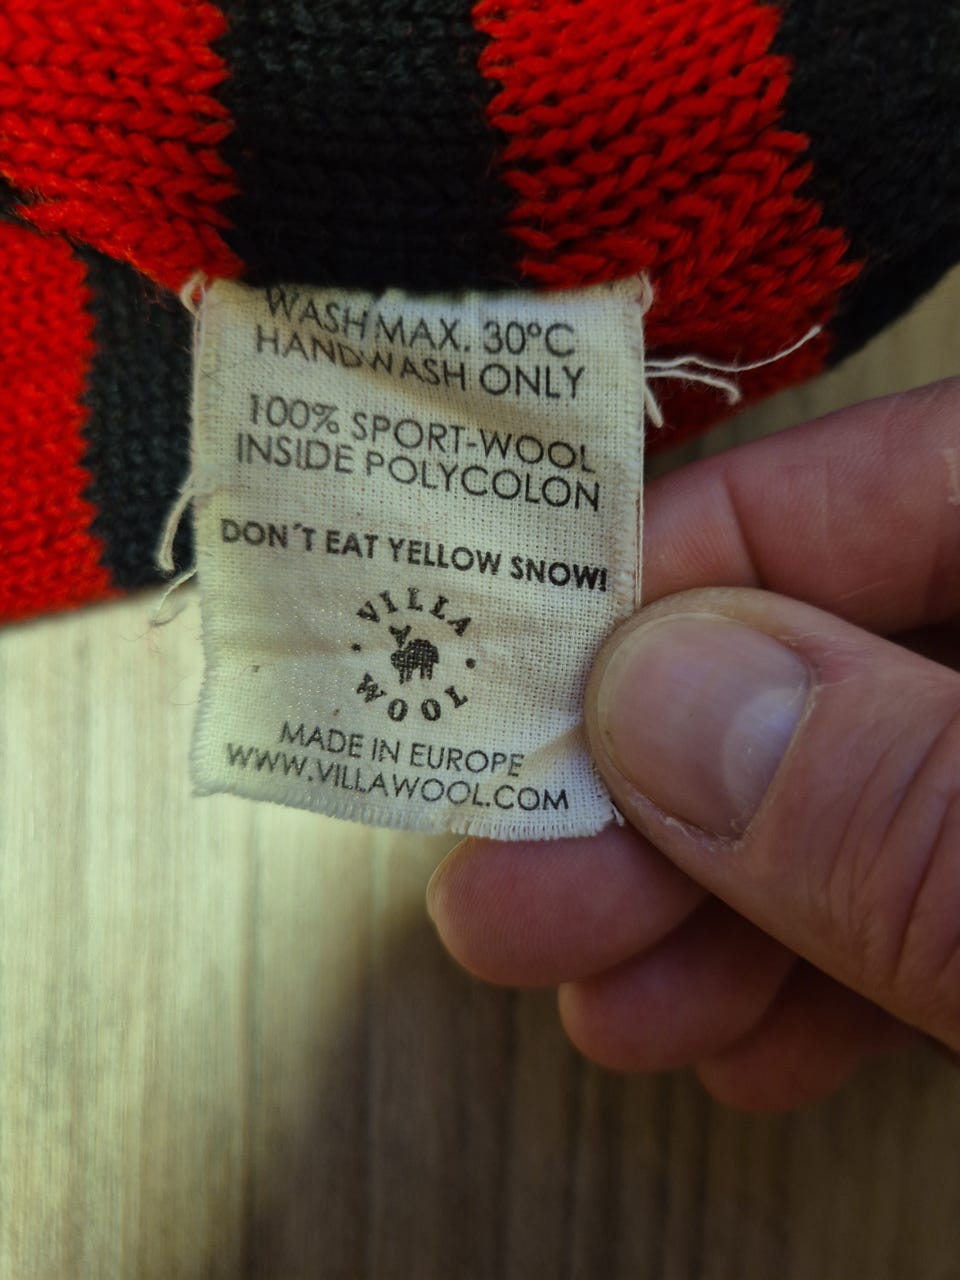 WASH MAX. 30°C
HANDWASH ONLY
100% SPORT-WOOL
INSIDE POLYCOLON
DON´T EAT YELLOW SNOW!
VILLA
WOOL
MADE IN EUROPE
WWW.VILLAWOOL.COM